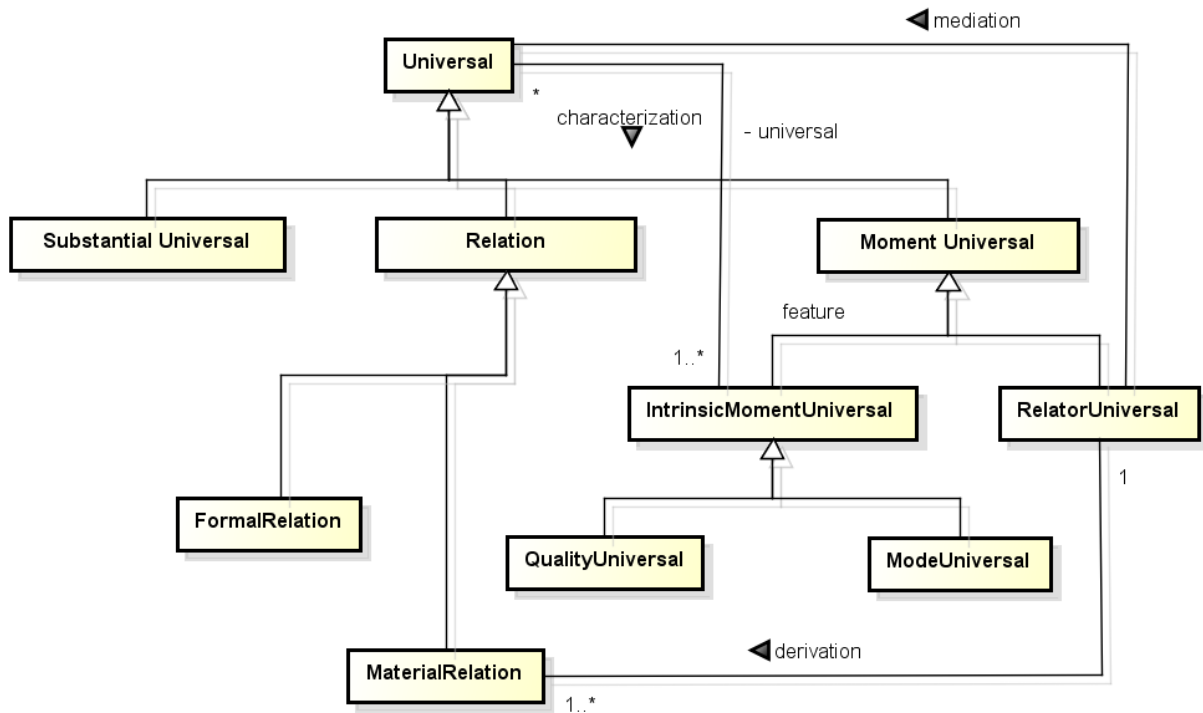 mediation
Universal
*
characterization
- universal
Substantial Universal
Relation
Moment Universal
feature
1..*
IntrinsicMomentUniversal
RelatorUniversal
1
FormalRelation
QualityUniversal
ModeUniversal
derivation
MaterialRelation
1..*